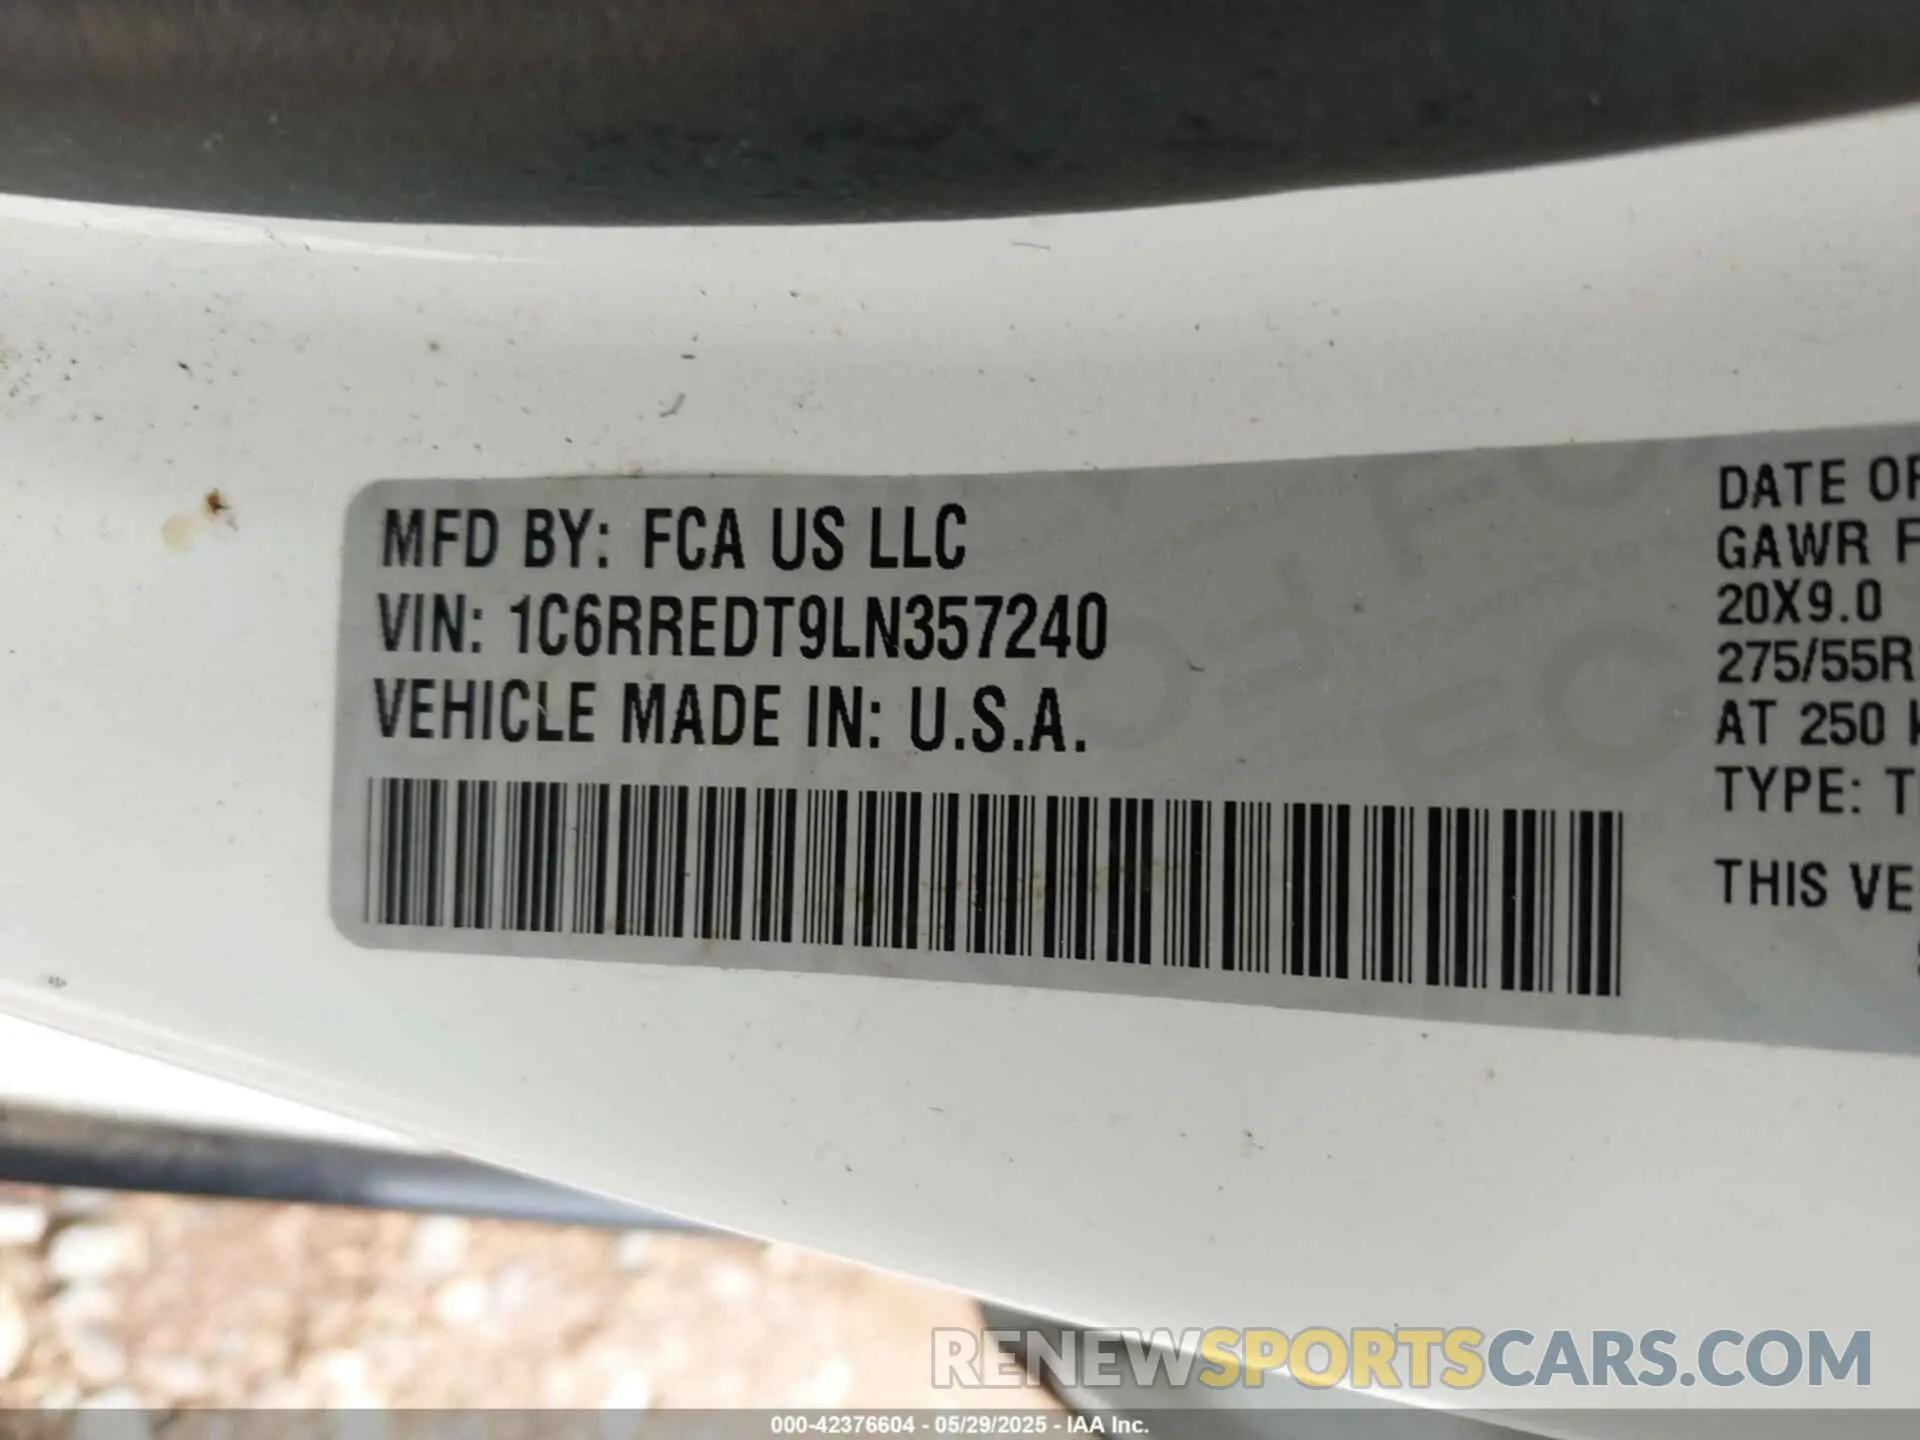 MFD BY: FCA US LLC
VIN: 1C6RREDT9LN357240
VEHICLE MADE IN: U.S.A.
DATE OF
GAWR F
20X9.0
275/55R
AT 250
TYPE: T
THIS VE
RENEWSPORTSCARS.COM
000-42376604 - 05/29/2025 - IAA Inc.